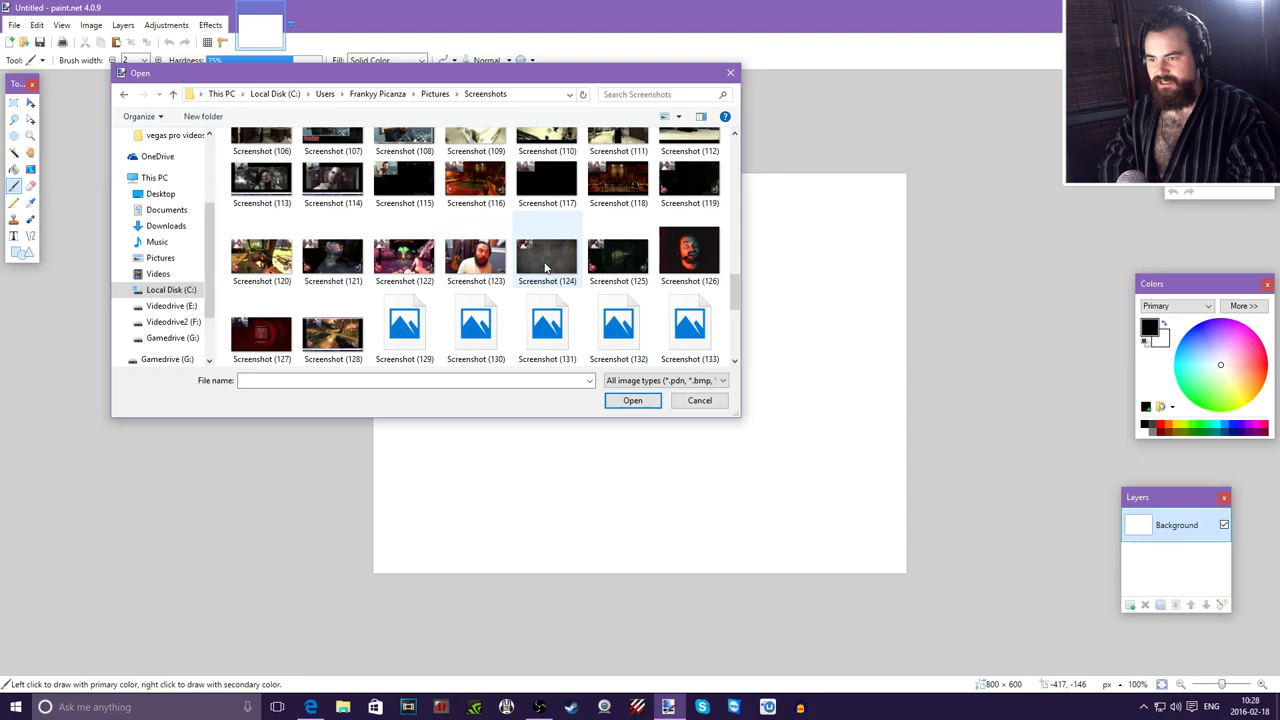 Untitled - paint.net 4.0.9
File Edit View Image Layers Adjustments Effects
Tool: Brush width: 2 Hardness: 75% Fill: Solid Color Normal
To...
Open
This PC > Local Disk (C:) > Users > Frankyy Picanza > Pictures > Screenshots
Search Screenshots
Organize New folder
vegas pro videos
OneDrive
This PC
Desktop
Documents
Downloads
Music
Pictures
Videos
Local Disk (C:)
Videodrive (E:)
Videodrive2 (F:)
Gamedrive (G:)
Gamedrive (G:)
Screenshot (106) Screenshot (107) Screenshot (108) Screenshot (109) Screenshot (110) Screenshot (111) Screenshot (112)
Screenshot (113) Screenshot (114) Screenshot (115) Screenshot (116) Screenshot (117) Screenshot (118) Screenshot (119)
Screenshot (120) Screenshot (121) Screenshot (122) Screenshot (123) Screenshot (124) Screenshot (125) Screenshot (126)
Screenshot (127) Screenshot (128) Screenshot (129) Screenshot (130) Screenshot (131) Screenshot (132) Screenshot (133)
File name:
All image types (*.pdn, *.bmp, '
Open Cancel
Colors
Primary More >>
Layers
Background
Left click to draw with primary color, right click to draw with secondary color.
800 × 600 -417, -146 px 100%
Ask me anything
ENG
10:28
2016-02-18